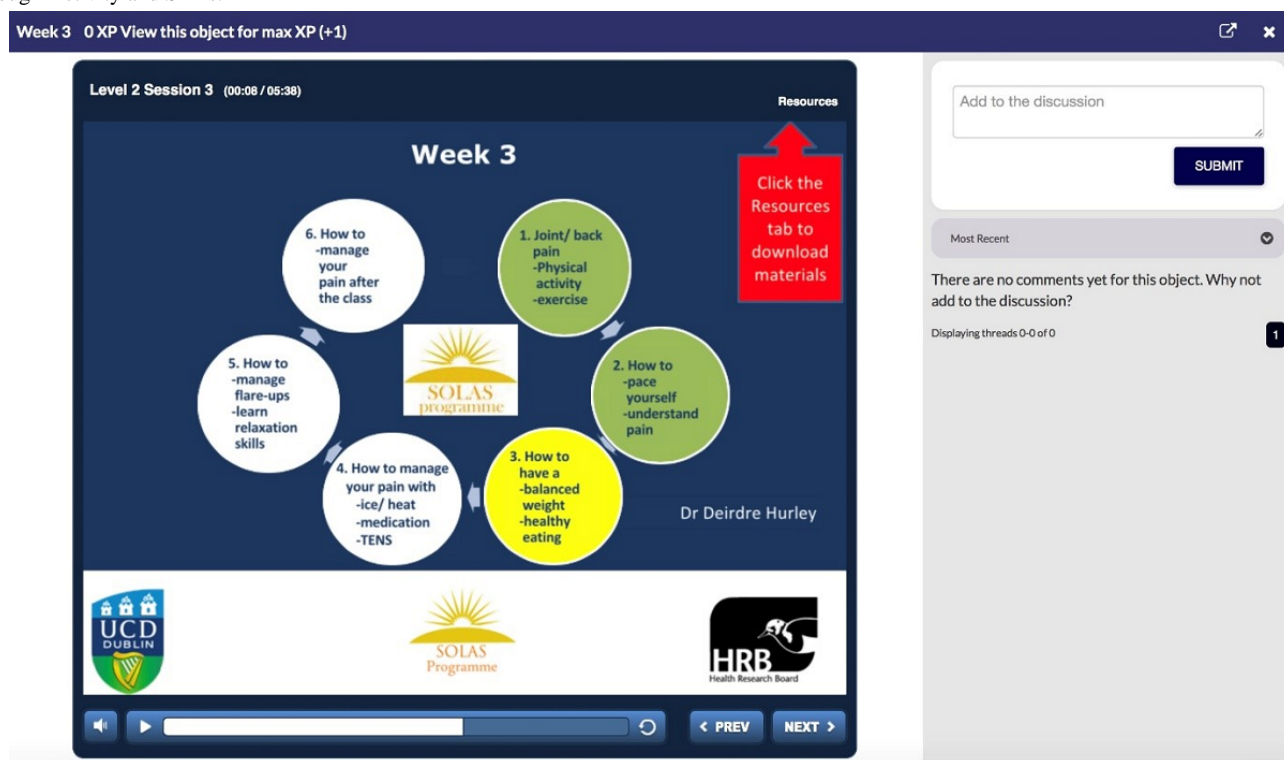 Week 3 0 XP View this object for max XP (+1)
Level 2 Session 3 (00:08 / 05:38)
Resources
Week 3
Click the
Resources
tab to
download
materials
1. Joint/ back
pain
-Physical
activity
-exercise
2. How to
-pace
yourself
-understand
pain
3. How to
have a
-balanced
weight
-healthy
eating
4. How to manage
your pain with
-ice/ heat
-medication
-TENS
5. How to
-manage
flare-ups
-learn
relaxation
skills
6. How to
-manage
your
pain after
the class
SOLAS
programme
Dr Deirdre Hurley
UCD
DUBLIN
SOLAS
Programme
HRB
Health Research Board
< PREV
NEXT >
Add to the discussion
SUBMIT
Most Recent
There are no comments yet for this object. Why not
add to the discussion?
Displaying threads 0-0 of 0
1